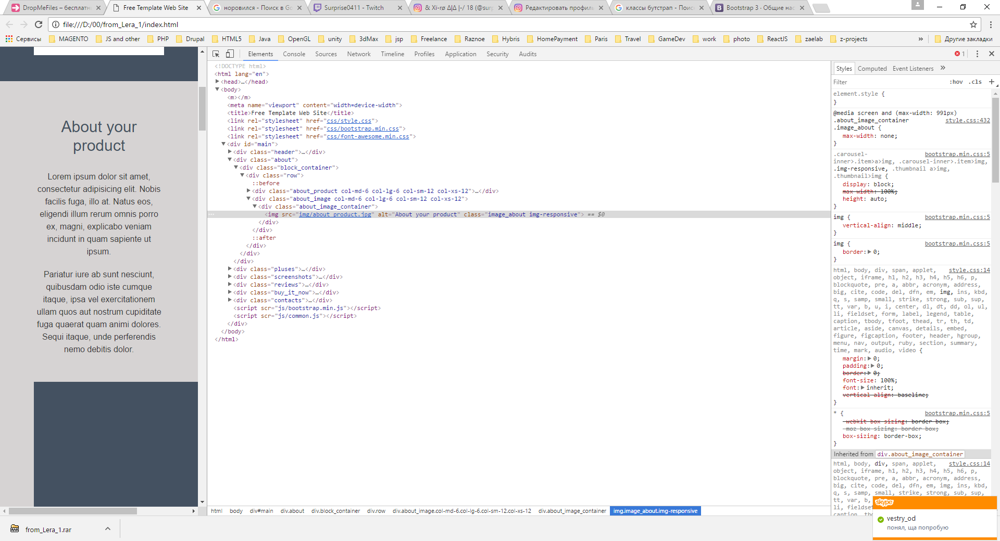 DropMeFiles – бесплатн
Free Template Web Site
норовился - Поиск в Go
Surprise0411 - Twitch
& Xï-rø Δ|Δ |-/ 18 (@surp
Редактировать профиль
классы бутстрап - Поис
Bootstrap 3 · Общие нас
file:///D:/00/from_Lera_1/index.html
Сервисы MAGENTO JS and other PHP Drupal HTML5 Java OpenGL unity 3dMax jsp Freelance Raznoe Hybris HomePayment Paris Travel GameDev work photo ReactJS zaelab z-projects » Другие закладки
About your
product
Lorem ipsum dolor sit amet,
consectetur adipisicing elit. Nobis
facilis fuga, illo at. Natus eos,
eligendi illum rerum omnis porro
ex, magni, explicabo veniam
incidunt in quam sapiente ut
ipsum.
Pariatur iure ab sunt nesciunt,
quibusdam odio iste cumque
itaque, ipsa vel exercitationem
ullam quos aut nostrum cupiditate
fuga quaerat quam animi dolores.
Sequi itaque, unde perferendis
nemo debitis dolor.
Elements Console Sources Network Timeline Profiles Application Security Audits
1
<!DOCTYPE html>
<html lang="en">
<head>…</head>
<body>
<m></m>
<meta name="viewport" content="width=device-width">
<title>Free Template Web Site</title>
<link rel="stylesheet" href="css/style.css">
<link rel="stylesheet" href="css/bootstrap.min.css">
<link rel="stylesheet" href="css/font-awesome.min.css">
<div id="main">
<div class="header">…</div>
<div class="about">
<div class="block_container">
<div class="row">
::before
<div class="about_product col-md-6 col-lg-6 col-sm-12 col-xs-12">…</div>
<div class="about_image col-md-6 col-lg-6 col-sm-12 col-xs-12">
<div class="about_image_container">
<img src="img/about_product.jpg" alt="About your product" class="image_about img-responsive"> == $0
</div>
</div>
::after
</div>
</div>
</div>
<div class="pluses">…</div>
<div class="screenshots">…</div>
<div class="reviews">…</div>
<div class="buy_it_now">…</div>
<div class="contacts">…</div>
<script scr="js/bootstrap.min.js"></script>
<script scr="js/common.js"></script>
</div>
</body>
</html>
html body div#main div.about div.block_container div.row div.about_image.col-md-6.col-lg-6.col-sm-12.col-xs-12 div.about_image_container img.image_about.img-responsive
Styles Computed Event Listeners »
Filter :hov .cls +
element.style {
}
@media screen and (max-width: 991px)
.about_image_container style.css:432
.image_about {
max-width: none;
}
.carousel- bootstrap.min.css:5
inner>.item>a>img, .carousel-inner>.item>img,
.img-responsive, .thumbnail a>img,
.thumbnail>img {
display: block;
max-width: 100%;
height: auto;
}
img { bootstrap.min.css:5
vertical-align: middle;
}
img { bootstrap.min.css:5
border: 0;
}
html, body, div, span, applet, style.css:14
object, iframe, h1, h2, h3, h4, h5, h6, p,
blockquote, pre, a, abbr, acronym, address,
big, cite, code, del, dfn, em, img, ins, kbd,
q, s, samp, small, strike, strong, sub, sup,
tt, var, b, u, i, center, dl, dt, dd, ol, ul,
li, fieldset, form, label, legend, table,
caption, tbody, tfoot, thead, tr, th, td,
article, aside, canvas, details, embed,
figure, figcaption, footer, header, hgroup,
menu, nav, output, ruby, section, summary,
time, mark, audio, video {
margin: 0;
padding: 0;
border: 0;
font-size: 100%;
font: inherit;
vertical-align: baseline;
}
* { bootstrap.min.css:5
-webkit-box-sizing: border-box;
-moz-box-sizing: border-box;
box-sizing: border-box;
}
Inherited from div.about_image_container
html, body, div, span, applet, style.css:14
object, iframe, h1, h2, h3, h4, h5, h6, p,
blockquote, pre, a, abbr, acronym, address,
big, cite, code, del, dfn, em, img, ins, kbd,
q, s, samp, small, strike, strong, sub, sup,
tt, var, b,
li, fieldset
caption,
skype
vestry_od
понял, ща попробую
from_Lera_1.rar